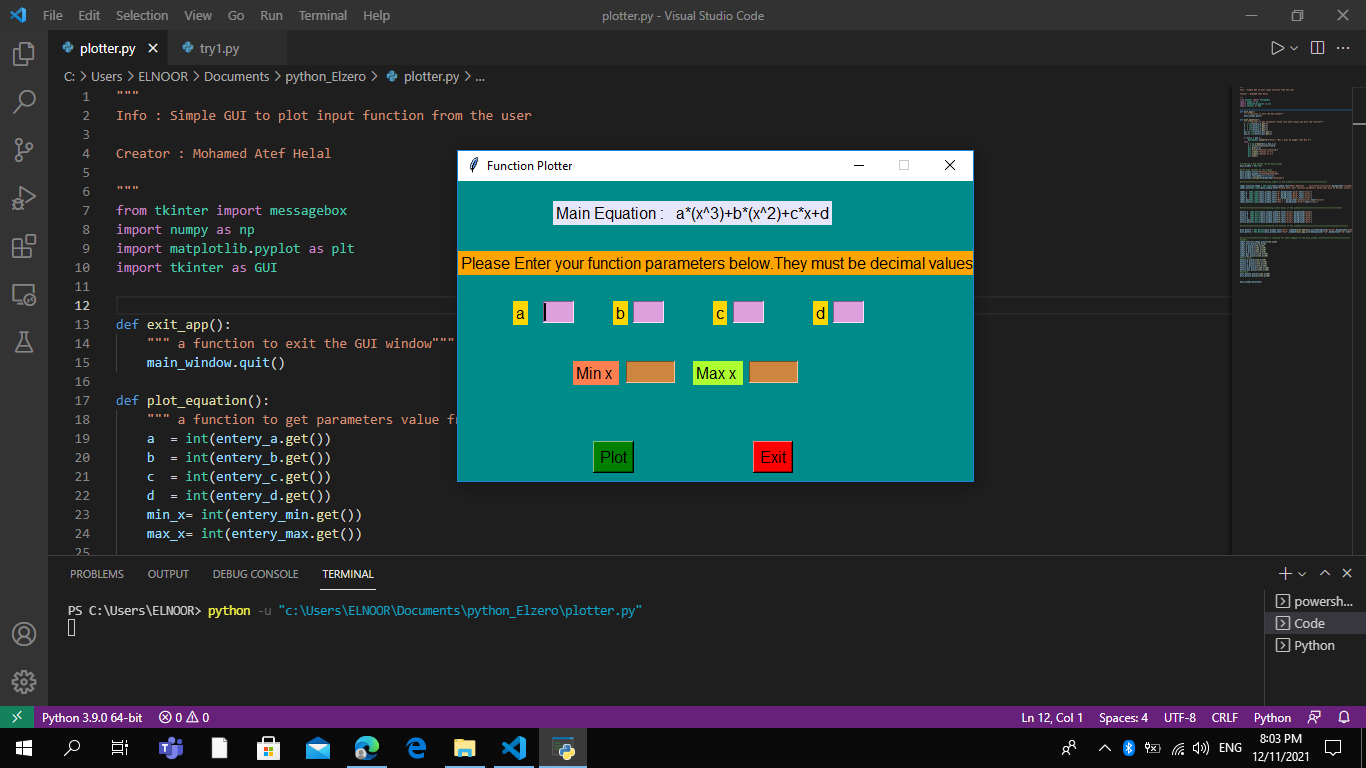 File Edit Selection View Go Run Terminal Help plotter.py - Visual Studio Code
plotter.py try1.py
C: > Users > ELNOOR > Documents > python_Elzero > plotter.py > ...
1 """
2 Info : Simple GUI to plot input function from the user
3
4 Creator : Mohamed Atef Helal
5
6 """
7 from tkinter import messagebox
8 import numpy as np
9 import matplotlib.pyplot as plt
10 import tkinter as GUI
11
12
13 def exit_app():
14 """ a function to exit the GUI window"""
15 main_window.quit()
16
17 def plot_equation():
18 """ a function to get parameters value f
19 a = int(entery_a.get())
20 b = int(entery_b.get())
21 c = int(entery_c.get())
22 d = int(entery_d.get())
23 min_x= int(entery_min.get())
24 max_x= int(entery_max.get())
25
Function Plotter
Main Equation : a*(x^3)+b*(x^2)+c*x+d
Please Enter your function parameters below.They must be decimal values
a b c d
Min x Max x
Plot Exit
PROBLEMS OUTPUT DEBUG CONSOLE TERMINAL
PS C:\Users\ELNOOR> python -u "c:\Users\ELNOOR\Documents\python_Elzero\plotter.py"
powersh...
Code
Python
Python 3.9.0 64-bit 0 0 Ln 12, Col 1 Spaces: 4 UTF-8 CRLF Python
ENG 8:03 PM
12/11/2021